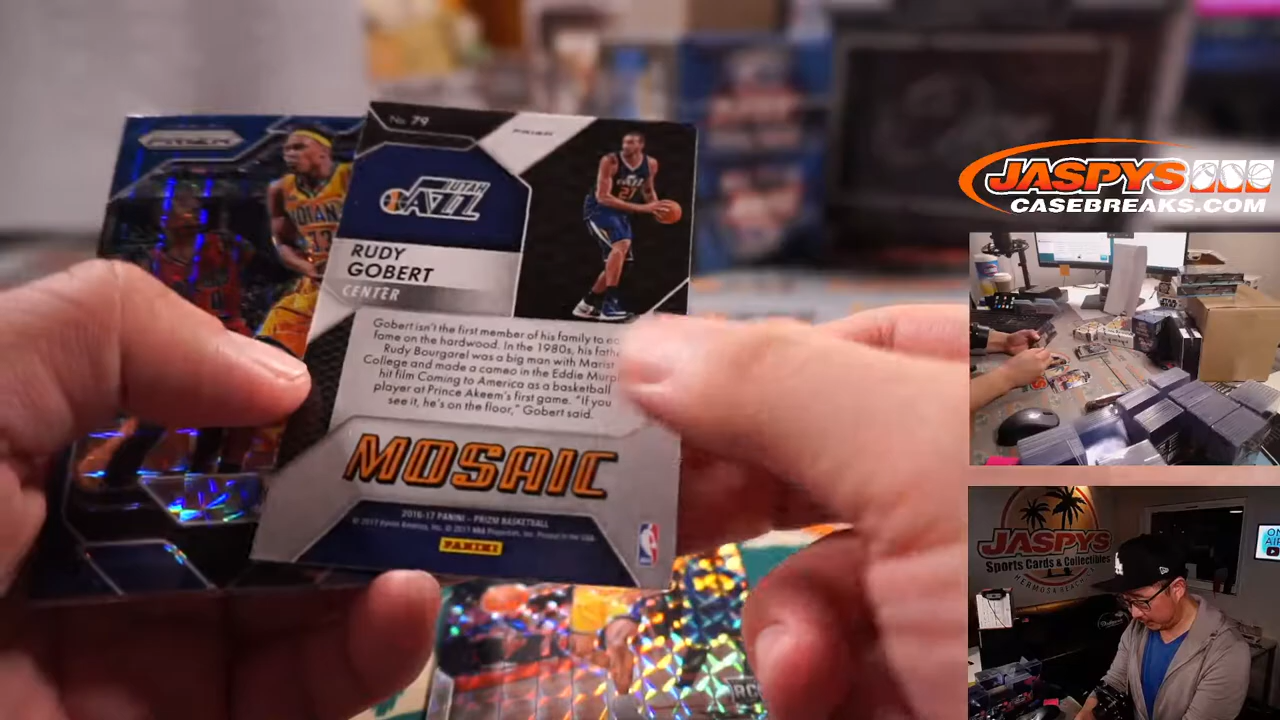 No. 79
PRIZM
PRIZM
UTAH
JAZZ
RUDY
GOBERT
CENTER
Gobert isn't the first member of his family to
fame on the hardwood. In the 1980s, his
Rudy Bourgarel was a big man with Marist
College and made a cameo in the Eddie
hit film Coming to America as a basketball
player at Prince Akeem's first game. "If you
see it, he's on the floor," Gobert said.
MOSAIC
2016-17 PANINI - PRIZM BASKETBALL
PANINI
JASPYS
CASEBREAKS.COM
JASPYS
Sports Cards & Collectibles
HERMOSA BEACH